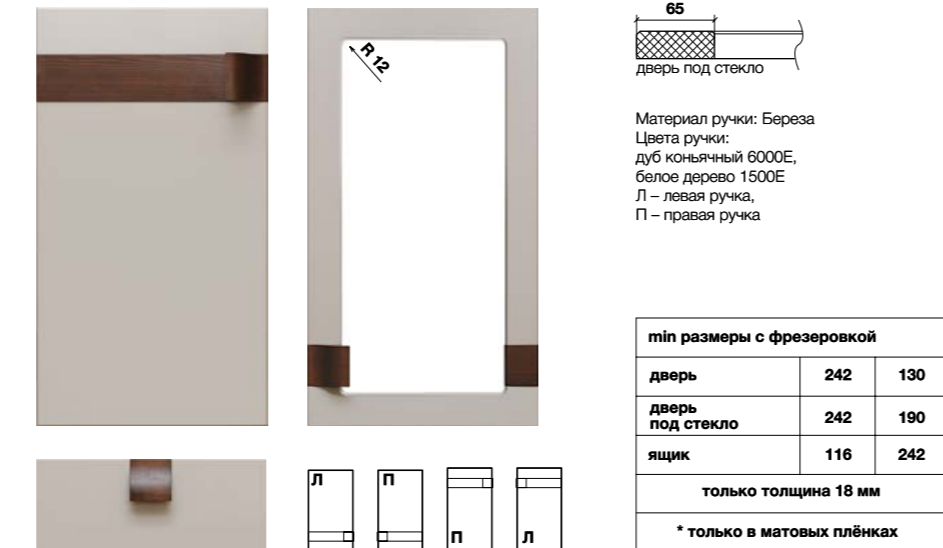 R 12
65
дверь под стекло
Материал ручки: Береза
Цвета ручки:
дуб коньячный 6000Е,
белое дерево 1500Е
Л – левая ручка,
П – правая ручка
min размеры с фрезеровкой
дверь 242 130
дверь
под стекло 242 190
ящик 116 242
только толщина 18 мм
* только в матовых плёнках
Л П П Л